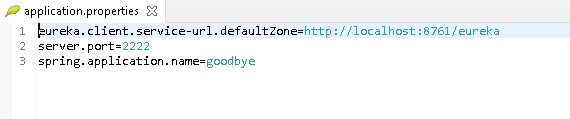 application.properties
1 eureka.client.service-url.defaultZone=http://localhost:8761/eureka
2 server.port=2222
3 spring.application.name=goodbye